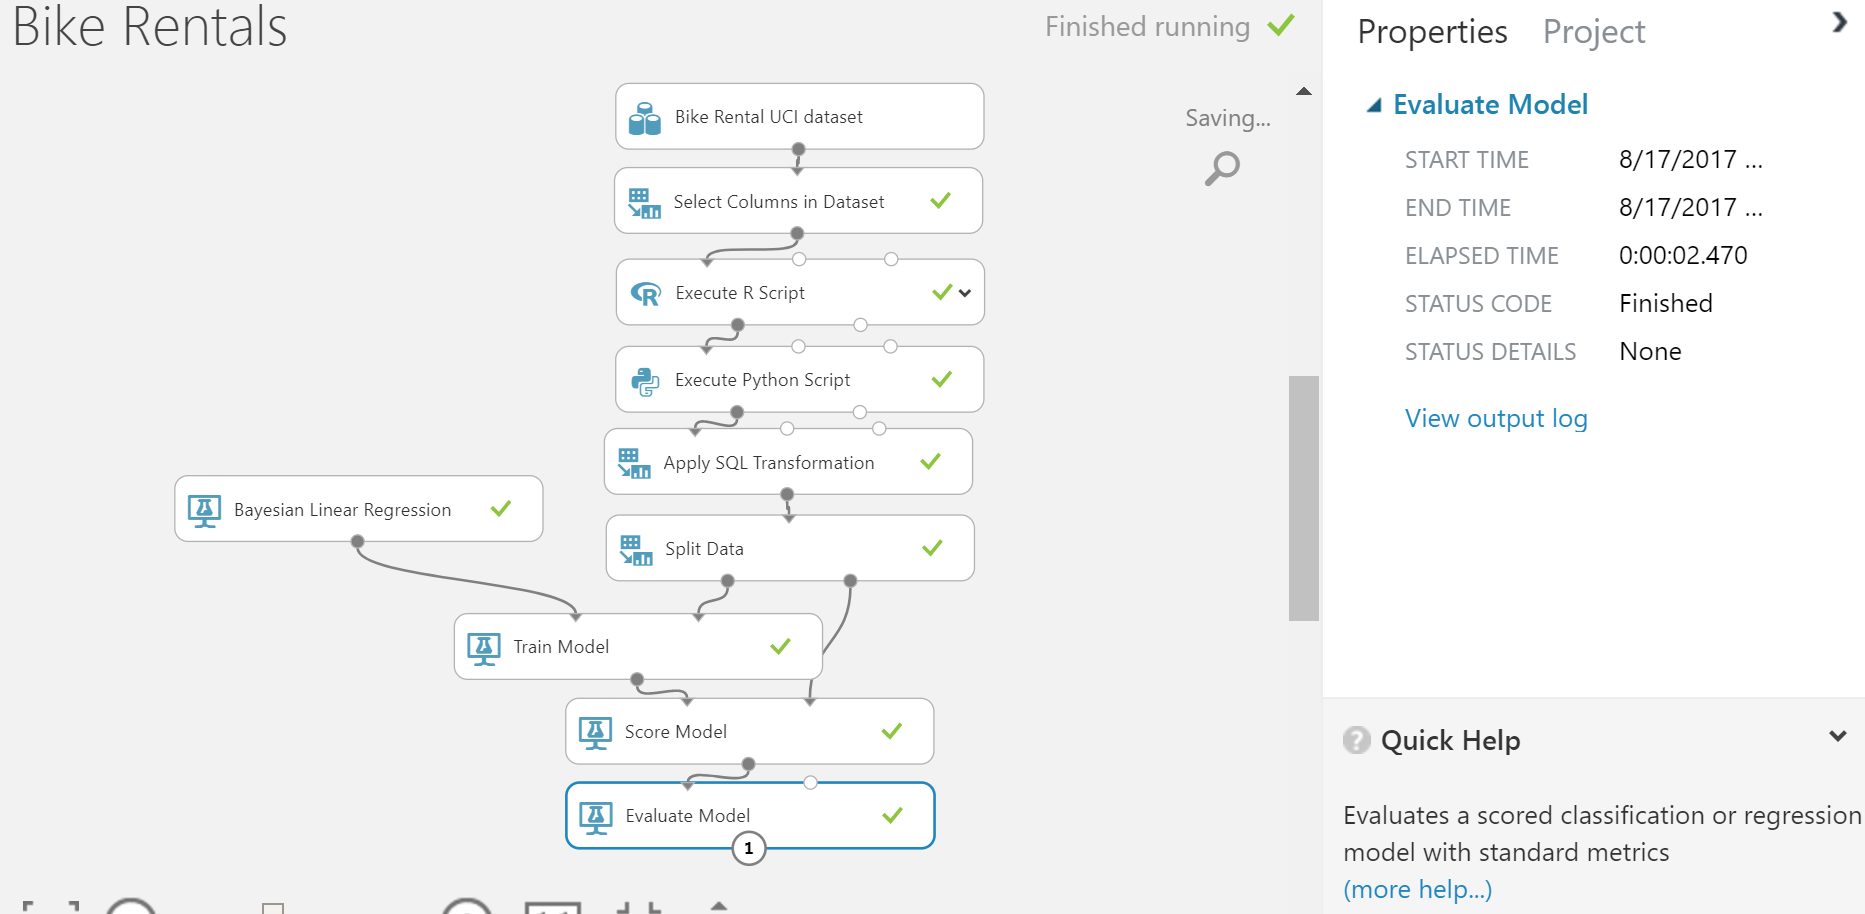 Bike Rentals
Finished running
Saving...
Bike Rental UCI dataset
Select Columns in Dataset
Execute R Script
Execute Python Script
Apply SQL Transformation
Bayesian Linear Regression
Split Data
Train Model
Score Model
Evaluate Model
1
Properties Project
Evaluate Model
START TIME 8/17/2017 ...
END TIME 8/17/2017 ...
ELAPSED TIME 0:00:02.470
STATUS CODE Finished
STATUS DETAILS None
View output log
? Quick Help
Evaluates a scored classification or regression
model with standard metrics
(more help...)